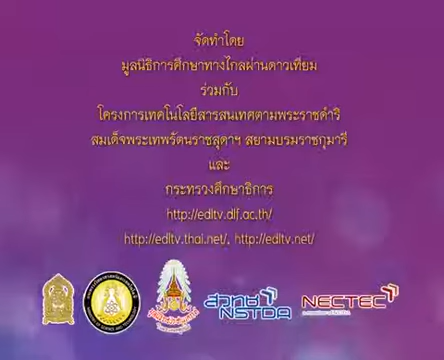 จัดทำโดย
มูลนิธิการศึกษาทางไกลผ่านดาวเทียม
ร่วมกับ
โครงการเทคโนโลยีสารสนเทศตามพระราชดำริ
สมเด็จพระเทพรัตนราชสุดาฯ สยามบรมราชกุมารี
และ
กระทรวงศึกษาธิการ
http://edltv.dlf.ac.th/
http://edltv.thai.net/, http://edltv.net/
สวทช
NSTDA
NECTEC